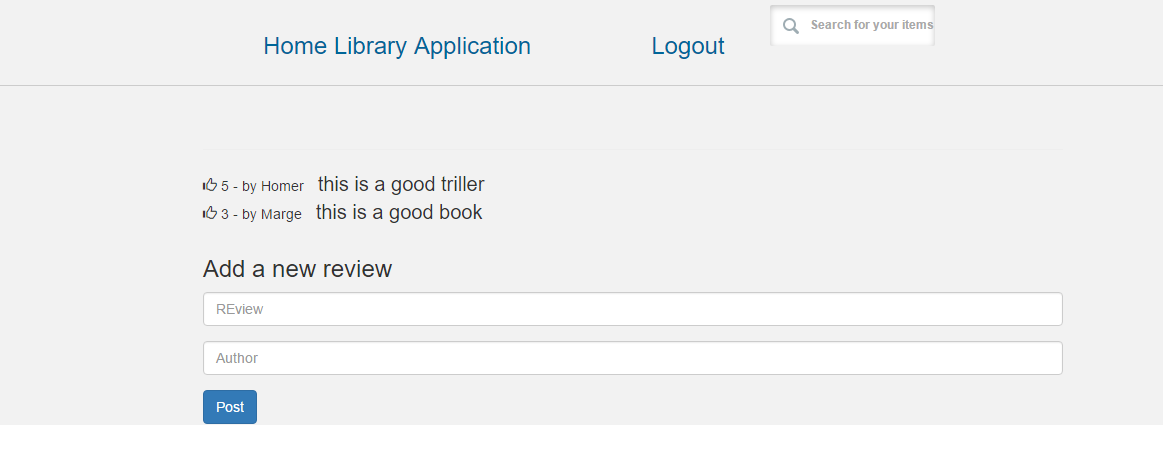 Home Library Application Logout Search for your items
5 - by Homer this is a good triller
3 - by Marge this is a good book
Add a new review
REview
Author
Post